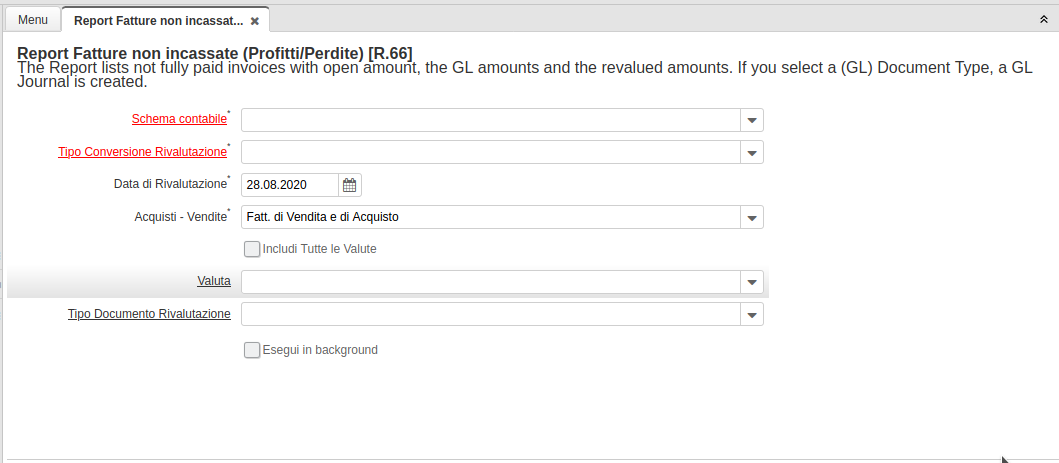 Menu
Report Fatture non incassat...
Report Fatture non incassate (Profitti/Perdite) [R.66]
The Report lists not fully paid invoices with open amount, the GL amounts and the revalued amounts. If you select a (GL) Document Type, a GL
Journal is created.
Schema contabile*
Tipo Conversione Rivalutazione*
Data di Rivalutazione* 28.08.2020
Acquisti - Vendite* Fatt. di Vendita e di Acquisto
Includi Tutte le Valute
Valuta
Tipo Documento Rivalutazione
Esegui in background